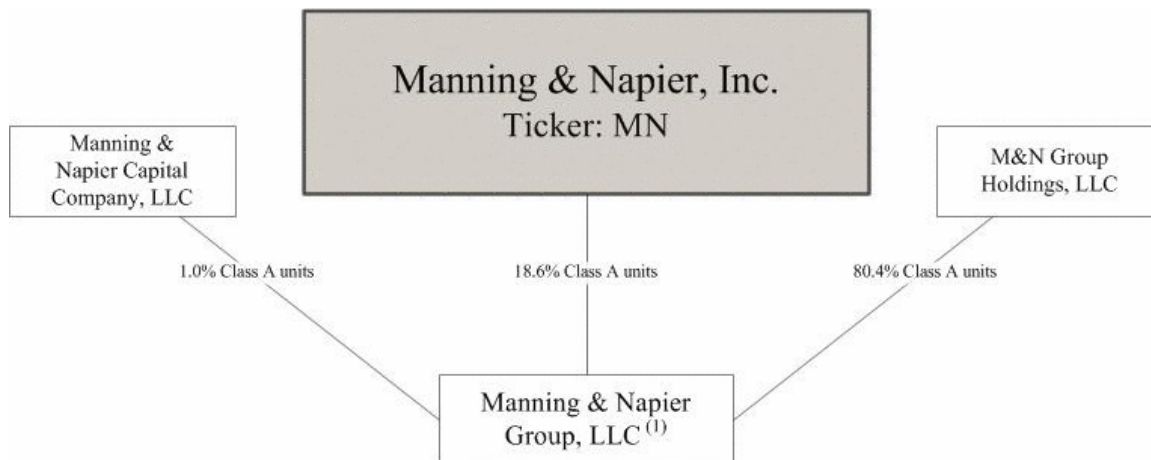 Manning & Napier, Inc.
Ticker: MN
Manning &
Napier Capital
Company, LLC
M&N Group
Holdings, LLC
1.0% Class A units
18.6% Class A units
80.4% Class A units
Manning & Napier
Group, LLC (1)